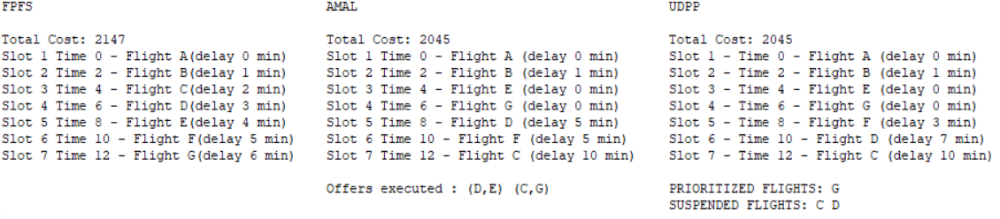 FPFS
Total Cost: 2147
Slot 1 Time 0 - Flight A(delay 0 min)
Slot 2 Time 2 - Flight B(delay 1 min)
Slot 3 Time 4 - Flight C(delay 2 min)
Slot 4 Time 6 - Flight D(delay 3 min)
Slot 5 Time 8 - Flight E(delay 4 min)
Slot 6 Time 10 - Flight F(delay 5 min)
Slot 7 Time 12 - Flight G(delay 6 min)
AMAL
Total Cost: 2045
Slot 1 Time 0 - Flight A (delay 0 min)
Slot 2 Time 2 - Flight B (delay 1 min)
Slot 3 Time 4 - Flight E (delay 0 min)
Slot 4 Time 6 - Flight G (delay 0 min)
Slot 5 Time 8 - Flight D (delay 5 min)
Slot 6 Time 10 - Flight F (delay 5 min)
Slot 7 Time 12 - Flight C (delay 10 min)
Offers executed : (D,E) (C,G)
UDPP
Total Cost: 2045
Slot 1 - Time 0 - Flight A (delay 0 min)
Slot 2 - Time 2 - Flight B (delay 1 min)
Slot 3 - Time 4 - Flight E (delay 0 min)
Slot 4 - Time 6 - Flight G (delay 0 min)
Slot 5 - Time 8 - Flight F (delay 3 min)
Slot 6 - Time 10 - Flight D (delay 7 min)
Slot 7 - Time 12 - Flight C (delay 10 min)
PRIORITIZED FLIGHTS: G
SUSPENDED FLIGHTS: C D